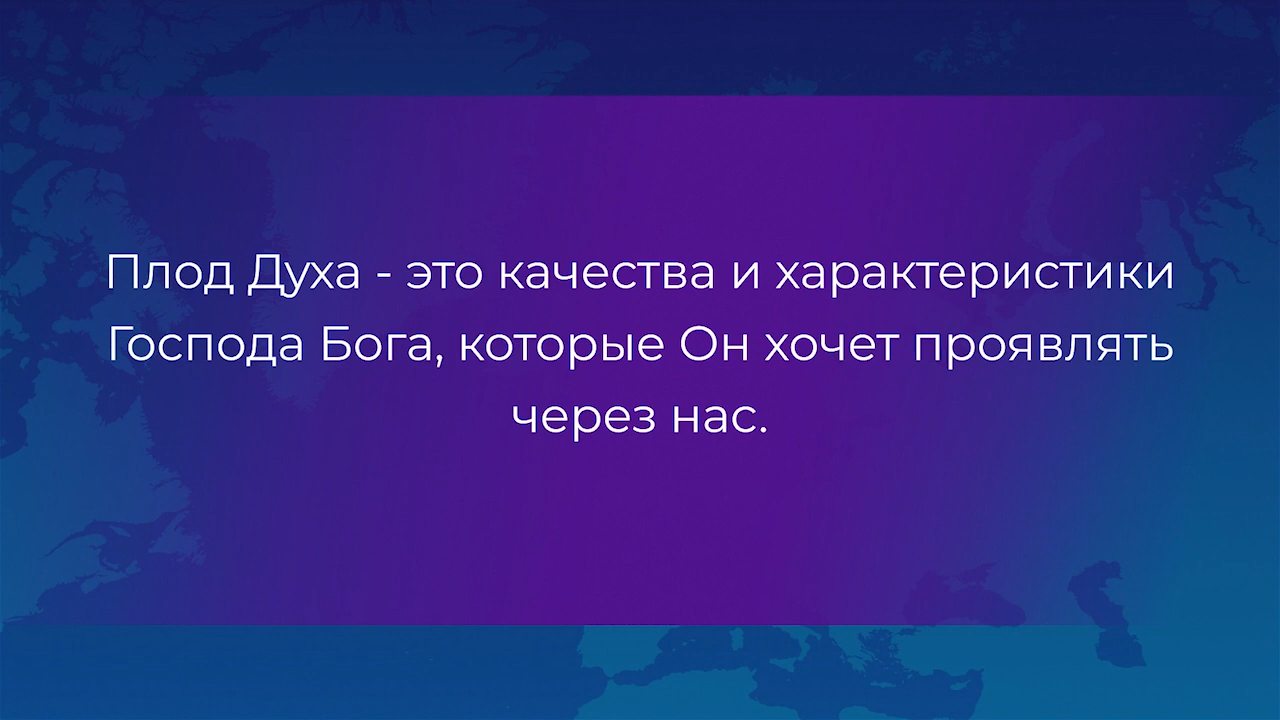 Плод Духа - это качества и характеристики
Господа Бога, которые Он хочет проявлять
через нас.